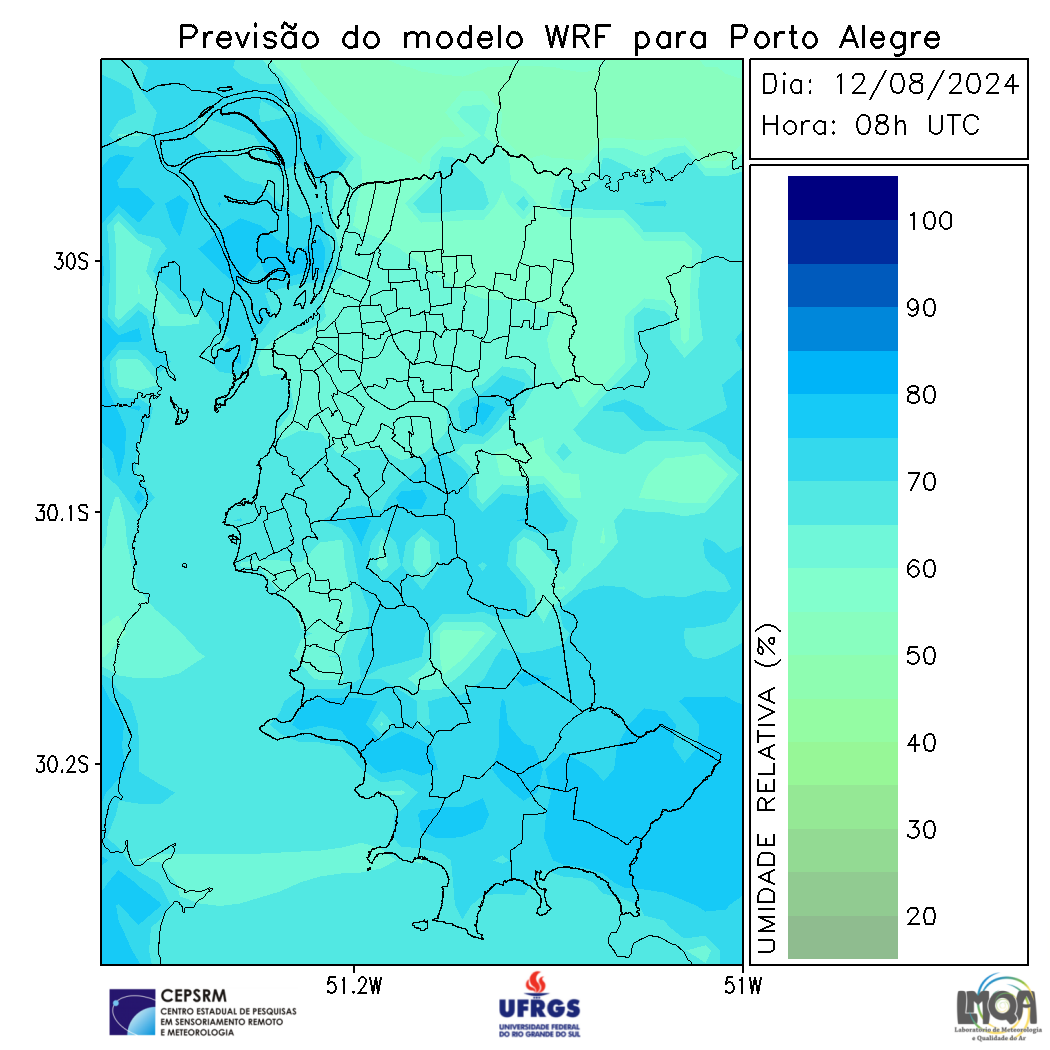 Previsão do modelo WRF para Porto Alegre
Dia: 12/08/2024
Hora: 08h UTC
30S
30.1S
30.2S
51.2W
51W
100
90
80
70
60
50
40
30
20
UMIDADE RELATIVA (%)
CEPSRM
CENTRO ESTADUAL DE PESQUISAS
EM SENSORIAMENTO REMOTO
E METEOROLOGIA
UFRGS
UNIVERSIDADE FEDERAL
DO RIO GRANDE DO SUL
LMQA
Laboratório de Meteorologia
e Qualidade do Ar